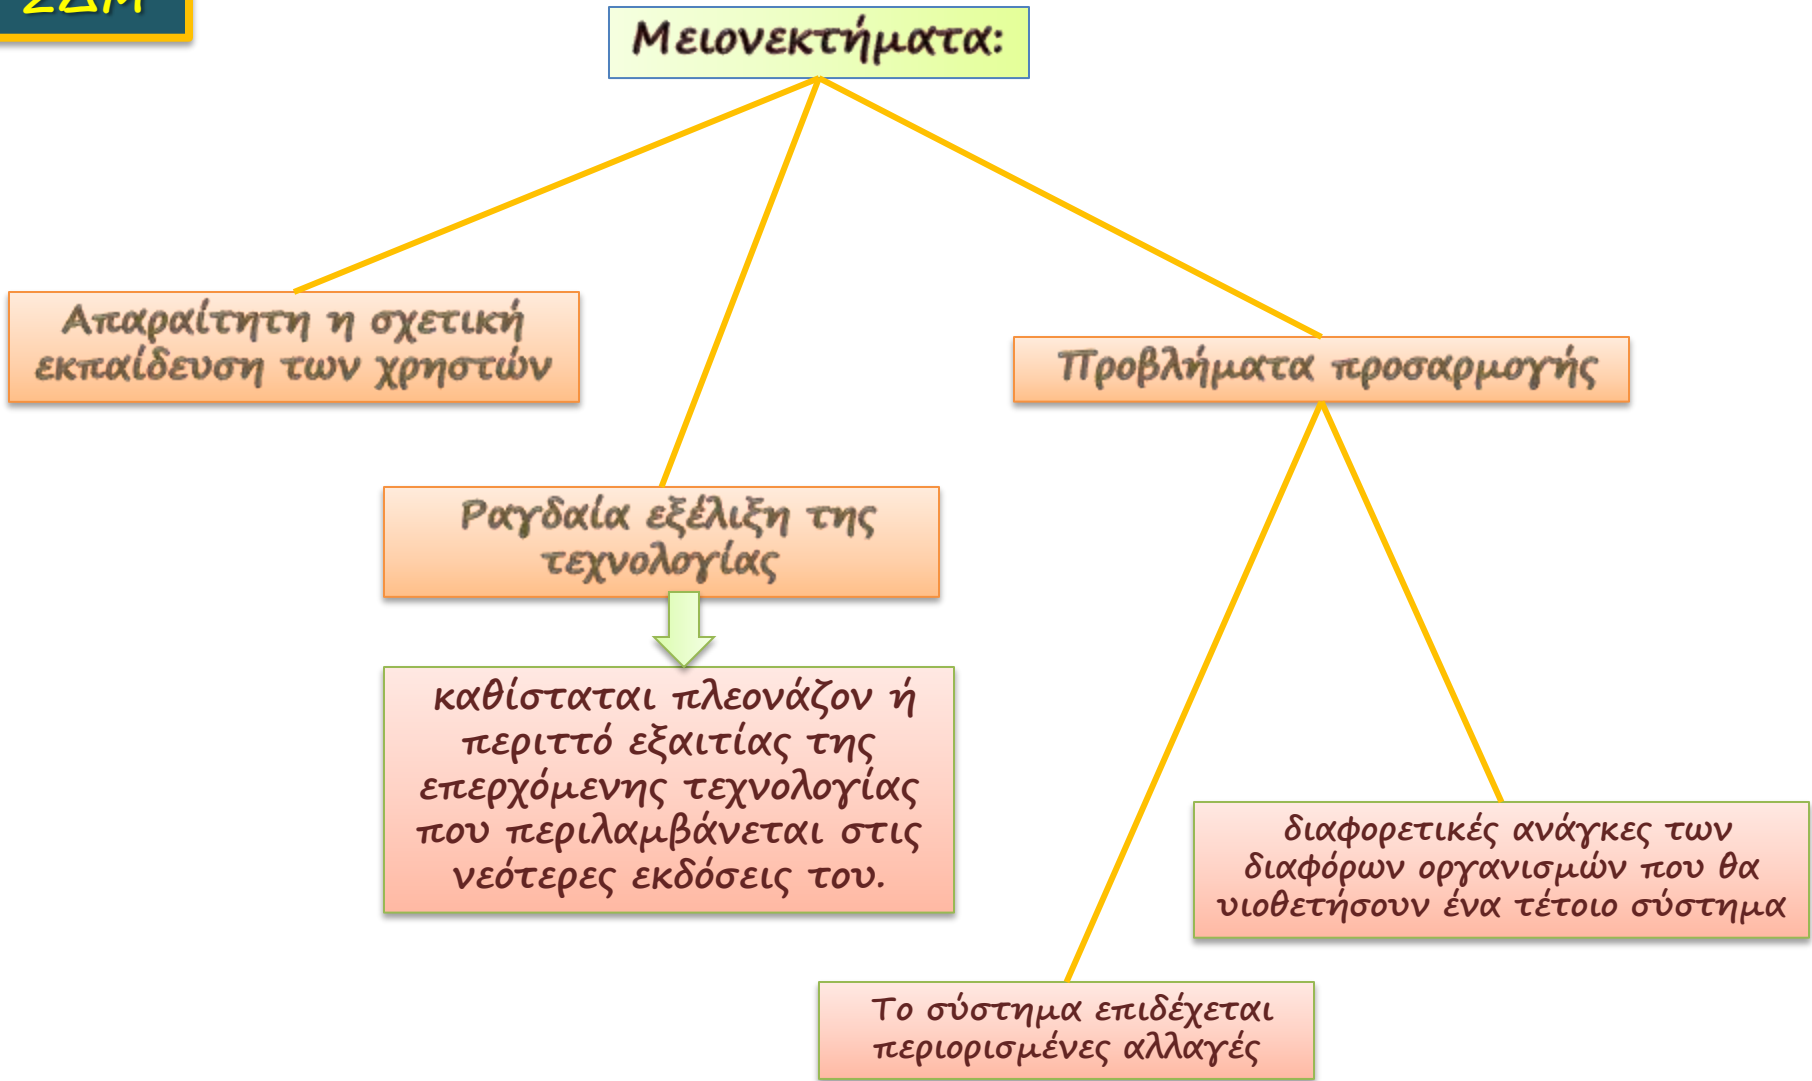 ΣΔΜ
Μειονεκτήματα:
Απαραίτητη η σχετική
εκπαίδευση των χρηστών
Προβλήματα προσαρμογής
Ραγδαία εξέλιξη της
τεχνολογίας
καθίσταται πλεονάζον ή
περιττό εξαιτίας της
επερχόμενης τεχνολογίας
που περιλαμβάνεται στις
νεότερες εκδόσεις του.
διαφορετικές ανάγκες των
διαφόρων οργανισμών που θα
υιοθετήσουν ένα τέτοιο σύστημα
Το σύστημα επιδέχεται
περιορισμένες αλλαγές